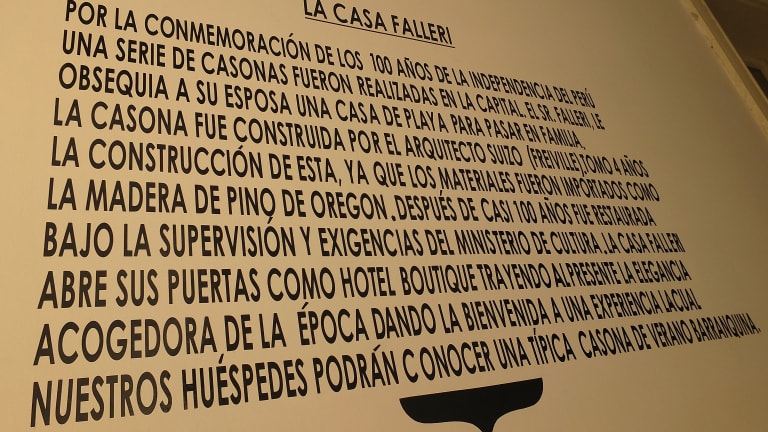 LA CASA FALLERI
POR LA CONMEMORACIÓN DE LOS 100 AÑOS DE LA INDEPENDENCIA DEL PERÚ
UNA SERIE DE CASONAS FUERON REALIZADAS EN LA CAPITAL. EL SR. FALLERI, LE
OBSEQUIA A SU ESPOSA UNA CASA DE PLAYA PARA PASAR EN FAMILIA,
LA CASONA FUE CONSTRUIDA POR EL ARQUITECTO SUIZO (FREIVILLE),TOMO 4 AÑOS
LA CONSTRUCCIÓN DE ESTA, YA QUE LOS MATERIALES FUERON IMPORTADOS COMO
LA MADERA DE PINO DE OREGON .DESPUÉS DE CASI 100 AÑOS FUE RESTAURADA
BAJO LA SUPERVISIÓN Y EXIGENCIAS DEL MINISTERIO DE CULTURA. LA CASA FALLERI
ABRE SUS PUERTAS COMO HOTEL BOUTIQUE TRAYENDO AL PRESENTE LA ELEGANCIA
ACOGEDORA DE LA ÉPOCA DANDO LA BIENVENIDA A UNA EXPERIENCIA LACUAL
NUESTROS HUÉSPEDES PODRÁN CONOCER UNA TÍPICA CASONA DE VERANO BARRANQUINA.